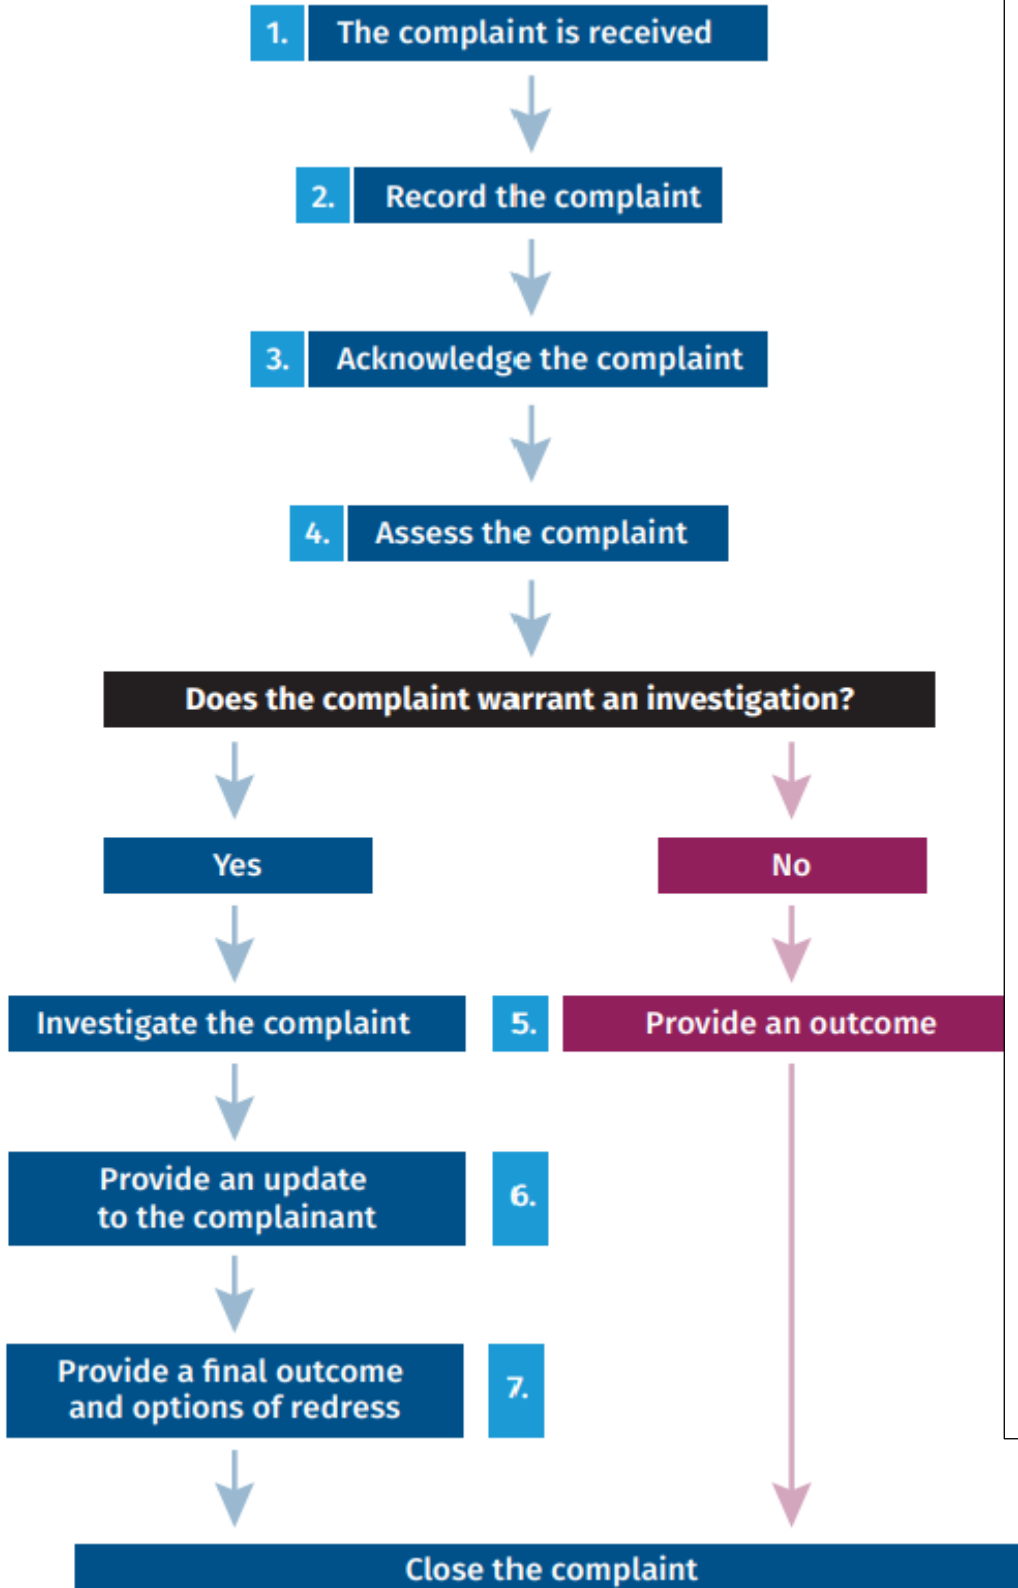 1. The complaint is received
2. Record the complaint
3. Acknowledge the complaint
4. Assess the complaint
Does the complaint warrant an investigation?
Yes
No
Investigate the complaint
5. Provide an outcome
Provide an update
to the complainant
6.
Provide a final outcome
and options of redress
7.
Close the complaint